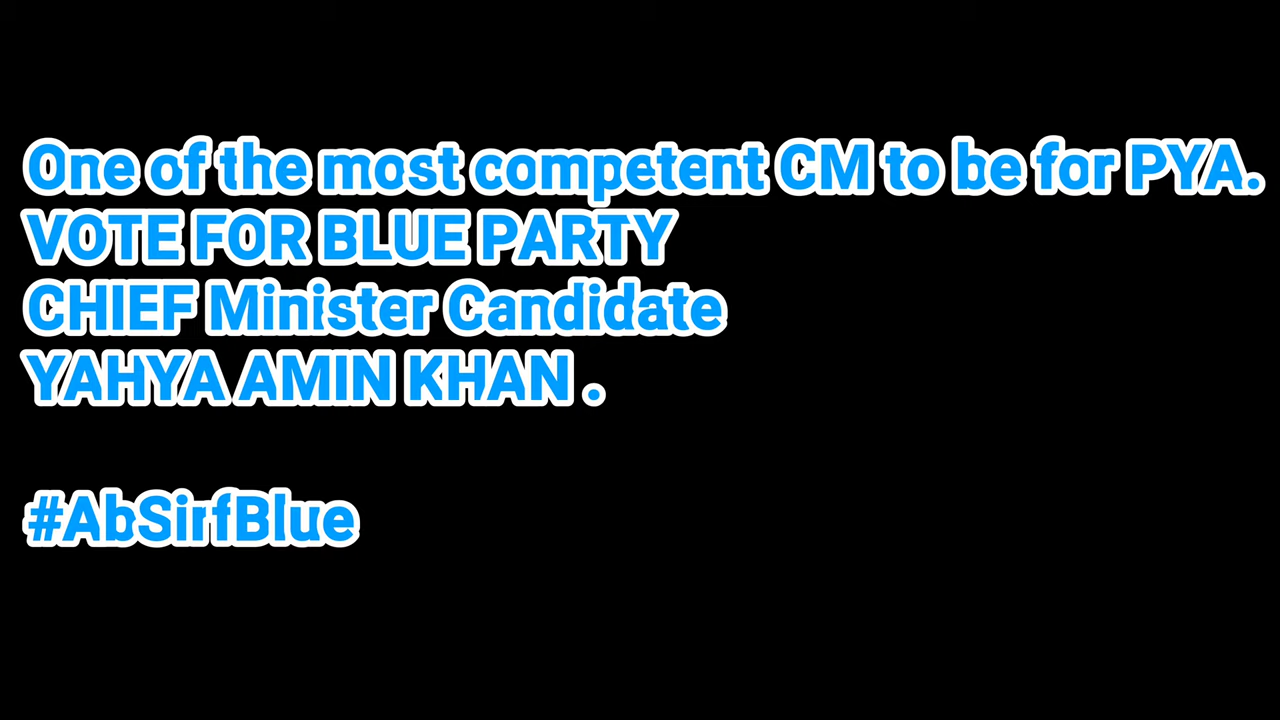 One of the most competent CM to be for PYA.
VOTE FOR BLUE PARTY
CHIEF Minister Candidate
YAHYA AMIN KHAN .
#AbSirfBlue